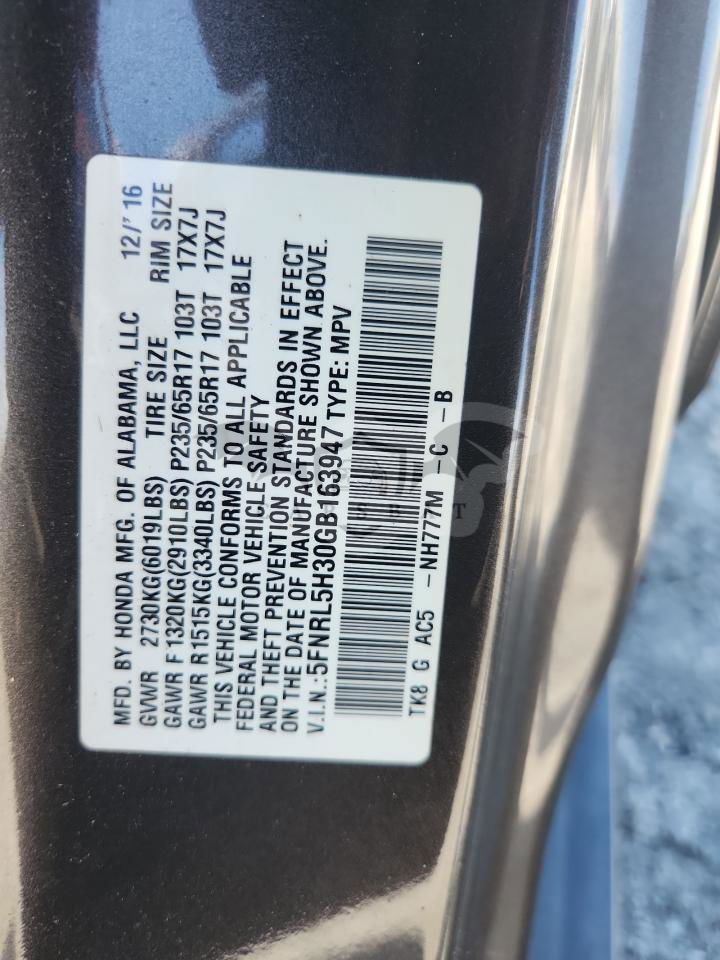 MFD. BY HONDA MFG. OF ALABAMA, LLC 12/'16
GVWR 2730KG(6019LBS) TIRE SIZE RIM SIZE
GAWR F1320KG(2910LBS) P235/65R17 103T 17X7J
GAWR R1515KG(3340LBS) P235/65R17 103T 17X7J
THIS VEHICLE CONFORMS TO ALL APPLICABLE
FEDERAL MOTOR VEHICLE SAFETY
AND THEFT PREVENTION STANDARDS IN EFFECT
ON THE DATE OF MANUFACTURE SHOWN ABOVE.
V.I.N.:5FNRL5H30GB163947 TYPE: MPV
TK8 G AC5 -NH777M -C -B